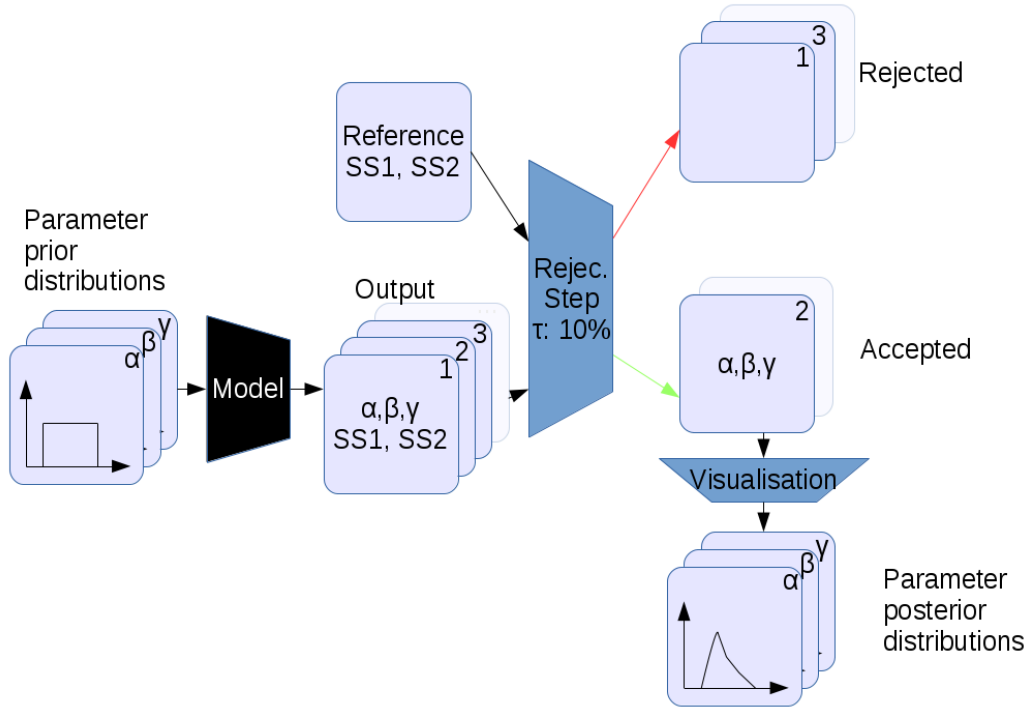 Parameter
prior
distributions
γ
β
α
Model
Reference
SS1, SS2
Output
...
3
2
1
α,β,γ
SS1, SS2
Rejec.
Step
τ: 10%
3
1
Rejected
2
α,β,γ
Accepted
Visualisation
γ
β
α
Parameter
posterior
distributions